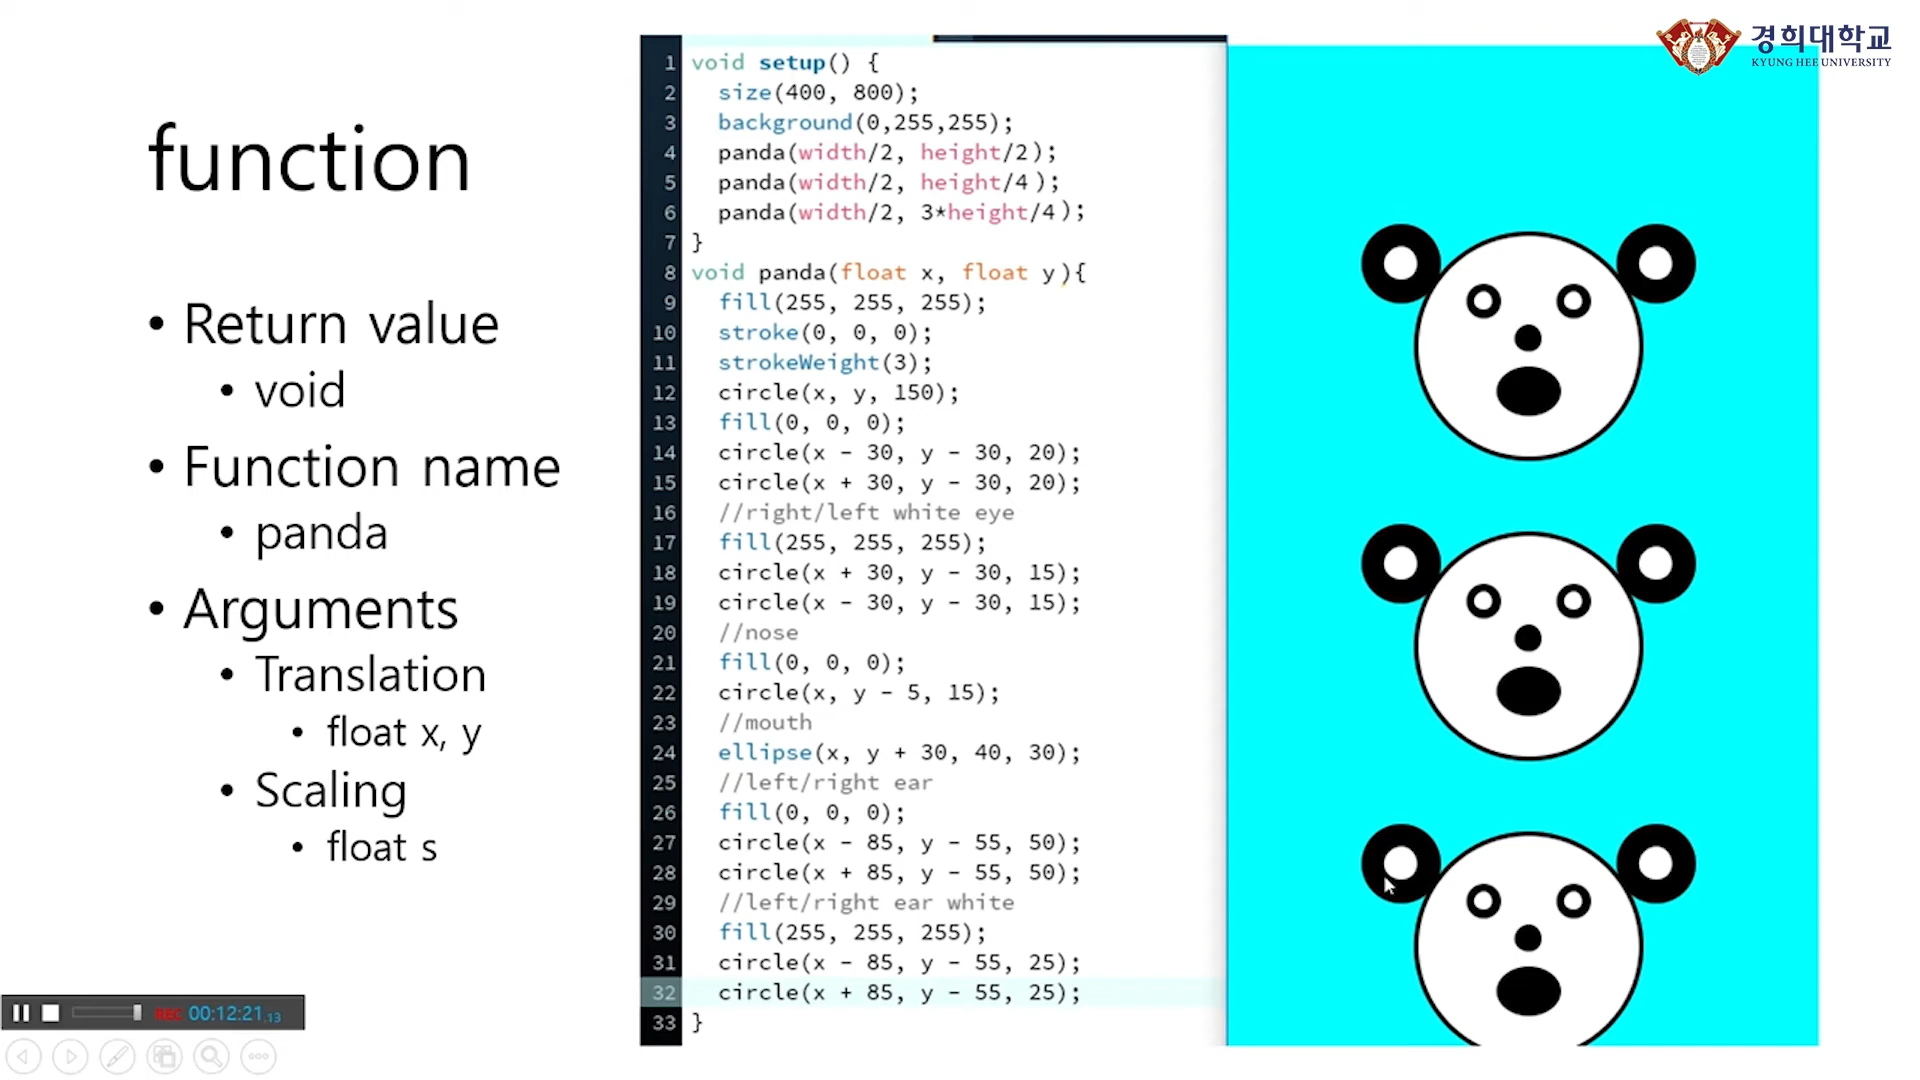 function
• Return value
• void
• Function name
• panda
• Arguments
• Translation
• float x, y
• Scaling
• float s
1 void setup() {
2 size(400, 800);
3 background(0,255,255);
4 panda(width/2, height/2);
5 panda(width/2, height/4 );
6 panda(width/2, 3*height/4 );
7 }
8 void panda(float x, float y ){
9 fill(255, 255, 255);
10 stroke(0, 0, 0);
11 strokeWeight(3);
12 circle(x, y, 150);
13 fill(0, 0, 0);
14 circle(x - 30, y - 30, 20);
15 circle(x + 30, y - 30, 20);
16 //right/left white eye
17 fill(255, 255, 255);
18 circle(x + 30, y - 30, 15);
19 circle(x - 30, y - 30, 15);
20 //nose
21 fill(0, 0, 0);
22 circle(x, y - 5, 15);
23 //mouth
24 ellipse(x, y + 30, 40, 30);
25 //left/right ear
26 fill(0, 0, 0);
27 circle(x - 85, y - 55, 50);
28 circle(x + 85, y - 55, 50);
29 //left/right ear white
30 fill(255, 255, 255);
31 circle(x - 85, y - 55, 25);
32 circle(x + 85, y - 55, 25);
33 }
경희대학교
KYUNG HEE UNIVERSITY
REC 00:12:21.13